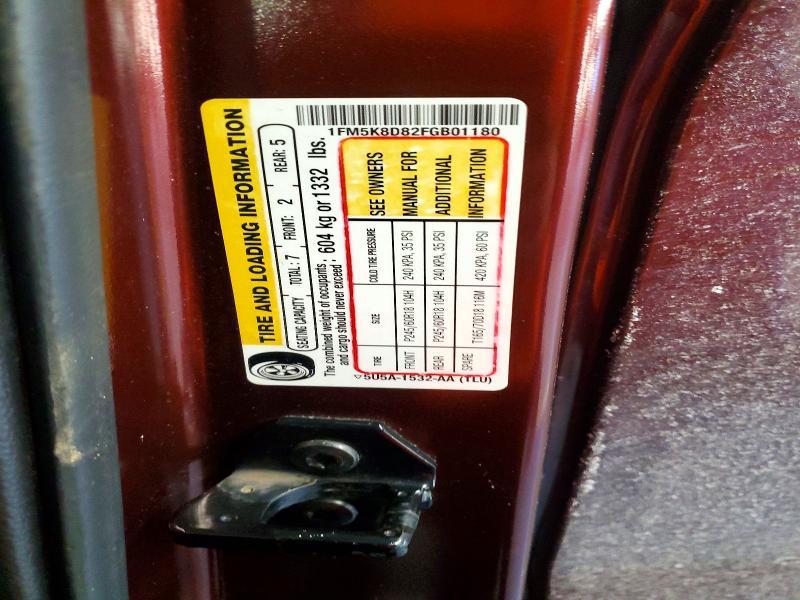 TIRE AND LOADING INFORMATION
SEATING CAPACITY TOTAL: 7 FRONT: 2 REAR: 5
The combined weight of occupants and cargo should never exceed : 604 kg or 1332 lbs.
TIRE SIZE COLD TIRE PRESSURE SEE OWNERS
FRONT P245/60R18 104H 240 KPA, 35 PSI MANUAL FOR
REAR P245/60R18 104H 240 KPA, 35 PSI ADDITIONAL
SPARE T165/70D18 116M 420 KPA, 60 PSI INFORMATION
5U5A-1532-AA (TLU)
1FM5K8D82FGB01180